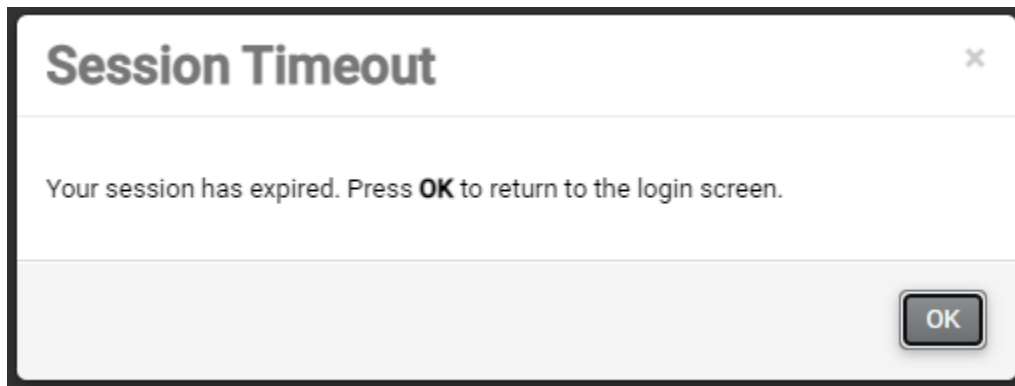 Session Timeout ×
Your session has expired. Press OK to return to the login screen.
OK